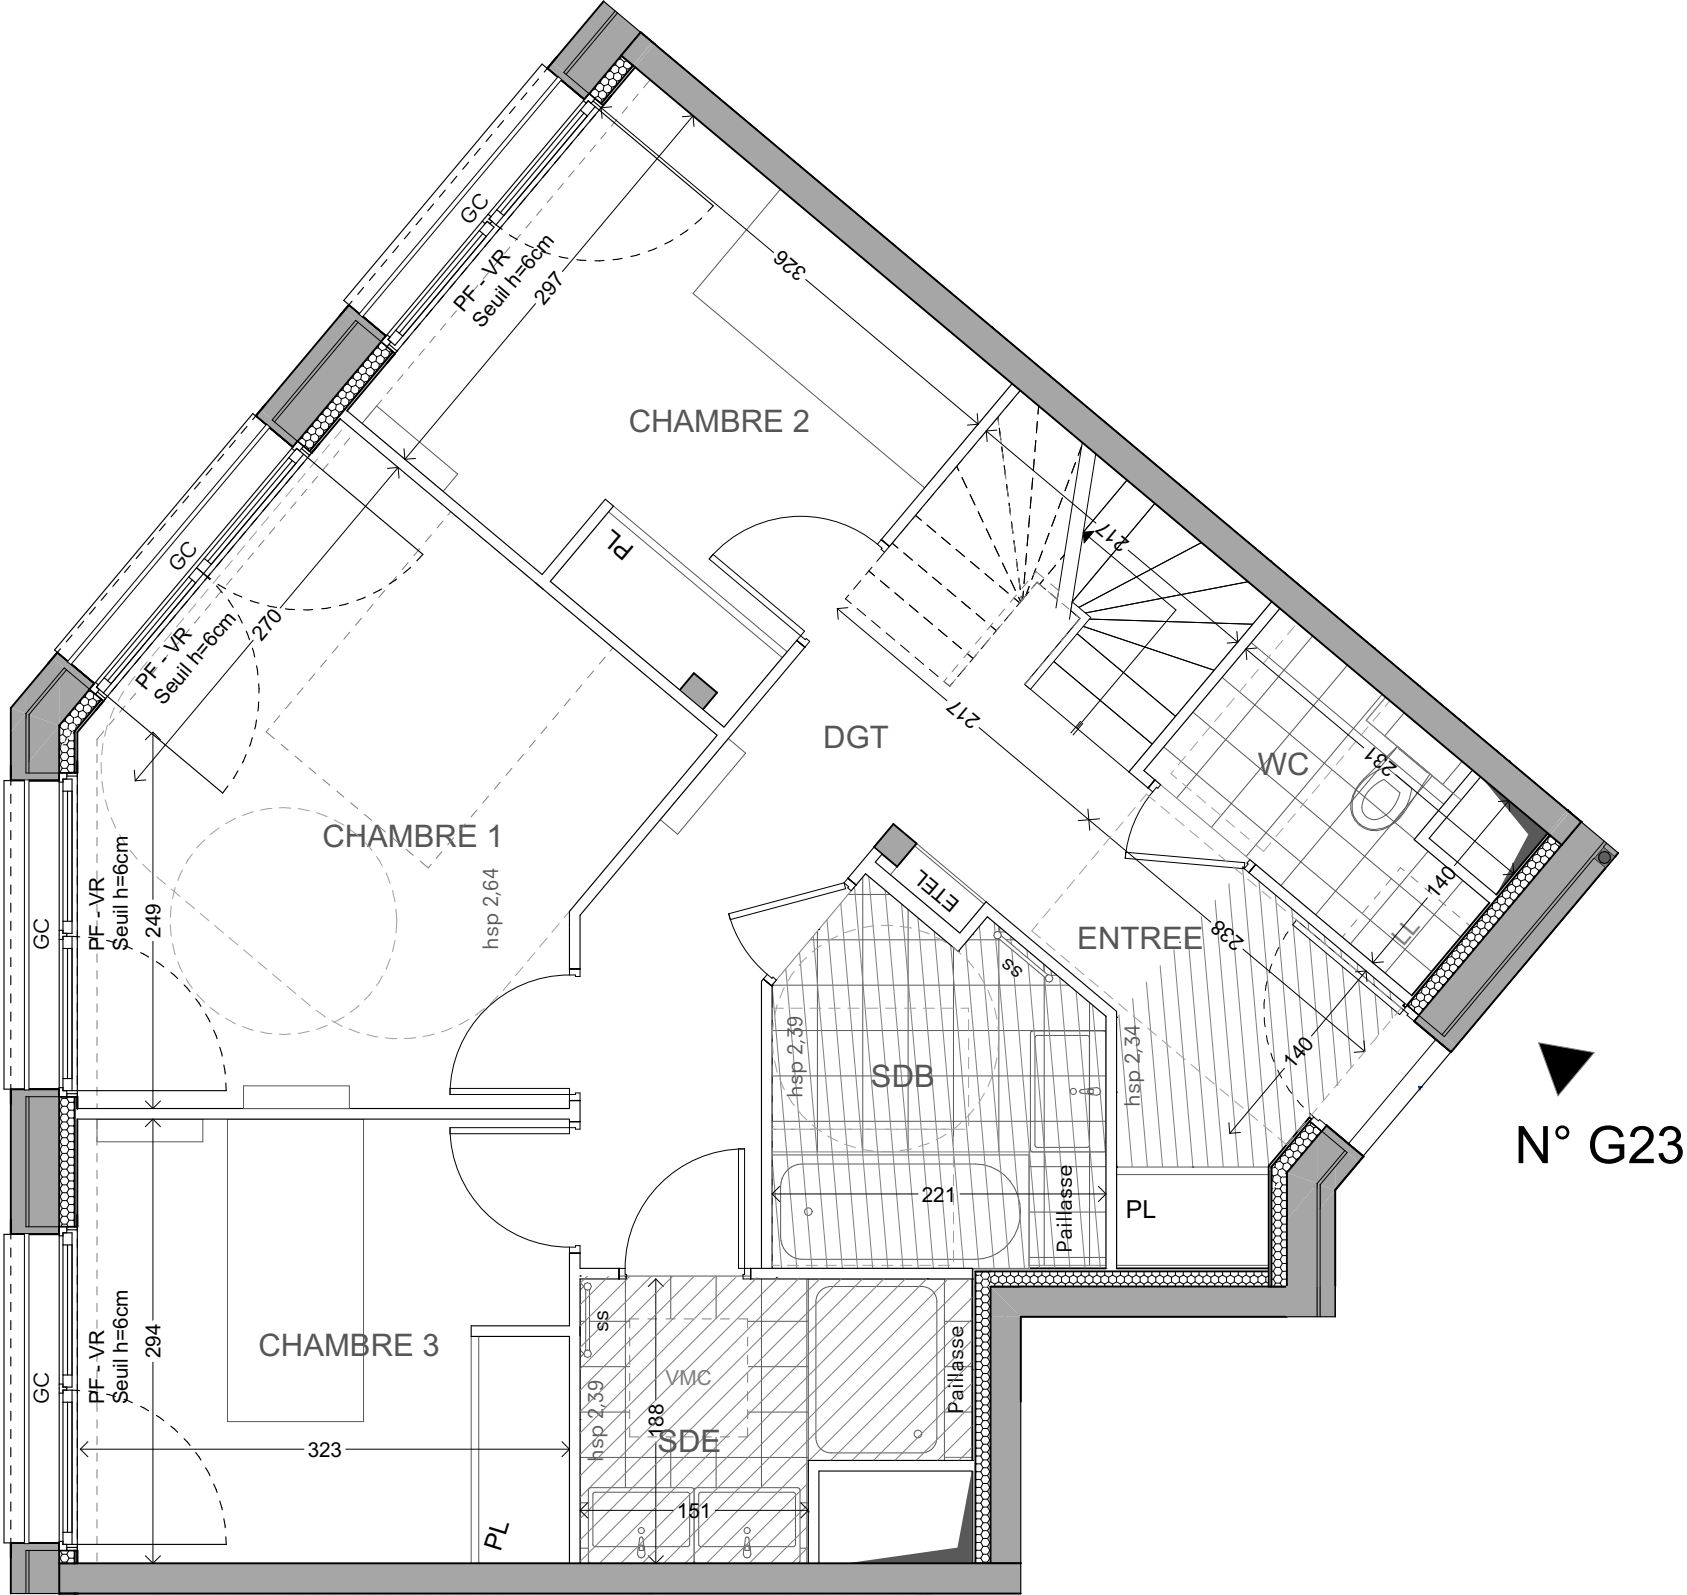 GC
PF - VR
Seuil h=6cm
297
326
CHAMBRE 2
PL
217
GC
PF - VR
Seuil h=6cm
270
217
DGT
WC
231
CHAMBRE 1
hsp 2,64
GC
PF - VR
Seuil h=6cm
249
ETEL
140
LL
ENTREE
238
ss
hsp 2,39
SDB
hsp 2,34
140
N° G23
221
Paillasse
PL
GC
PF - VR
Seuil h=6cm
294
CHAMBRE 3
323
PL
ss
hsp 2,39
VMC
188
SDE
151
Paillasse